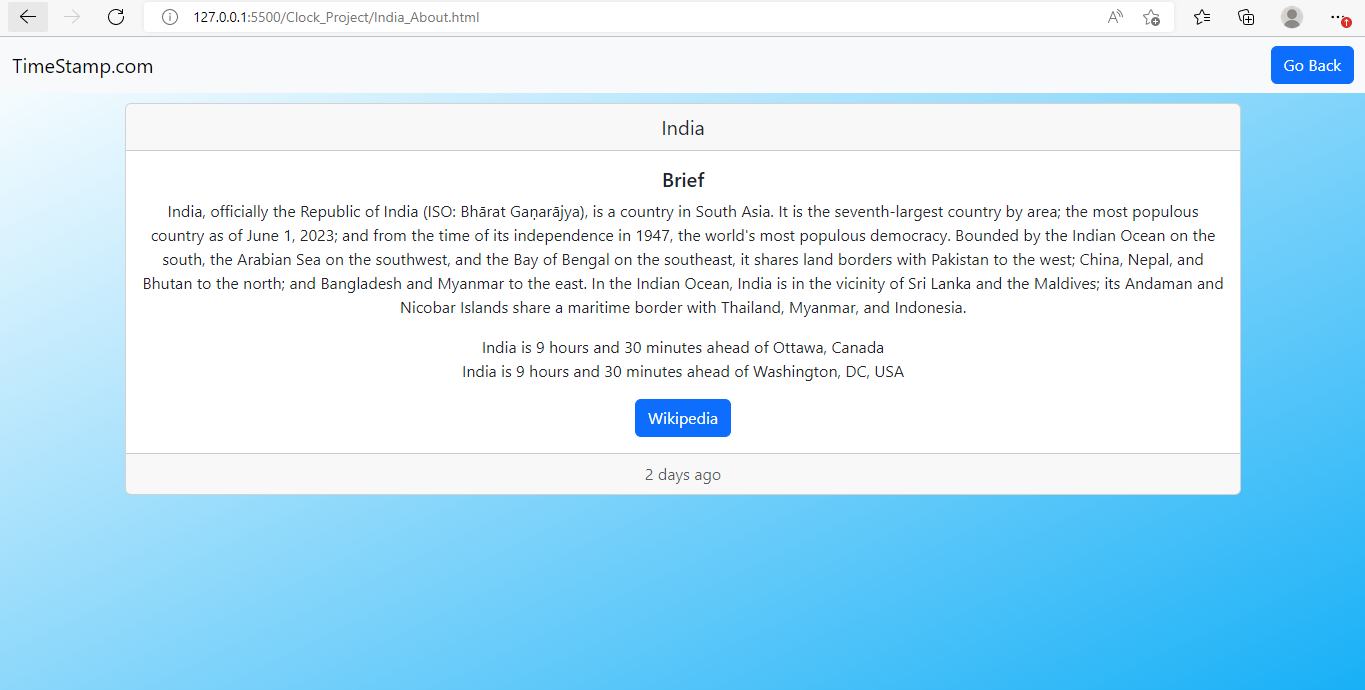 127.0.0.1:5500/Clock_Project/India_About.html
TimeStamp.com
Go Back
India
Brief
India, officially the Republic of India (ISO: Bhārat Gaṇarājya), is a country in South Asia. It is the seventh-largest country by area; the most populous
country as of June 1, 2023; and from the time of its independence in 1947, the world's most populous democracy. Bounded by the Indian Ocean on the
south, the Arabian Sea on the southwest, and the Bay of Bengal on the southeast, it shares land borders with Pakistan to the west; China, Nepal, and
Bhutan to the north; and Bangladesh and Myanmar to the east. In the Indian Ocean, India is in the vicinity of Sri Lanka and the Maldives; its Andaman and
Nicobar Islands share a maritime border with Thailand, Myanmar, and Indonesia.
India is 9 hours and 30 minutes ahead of Ottawa, Canada
India is 9 hours and 30 minutes ahead of Washington, DC, USA
Wikipedia
2 days ago